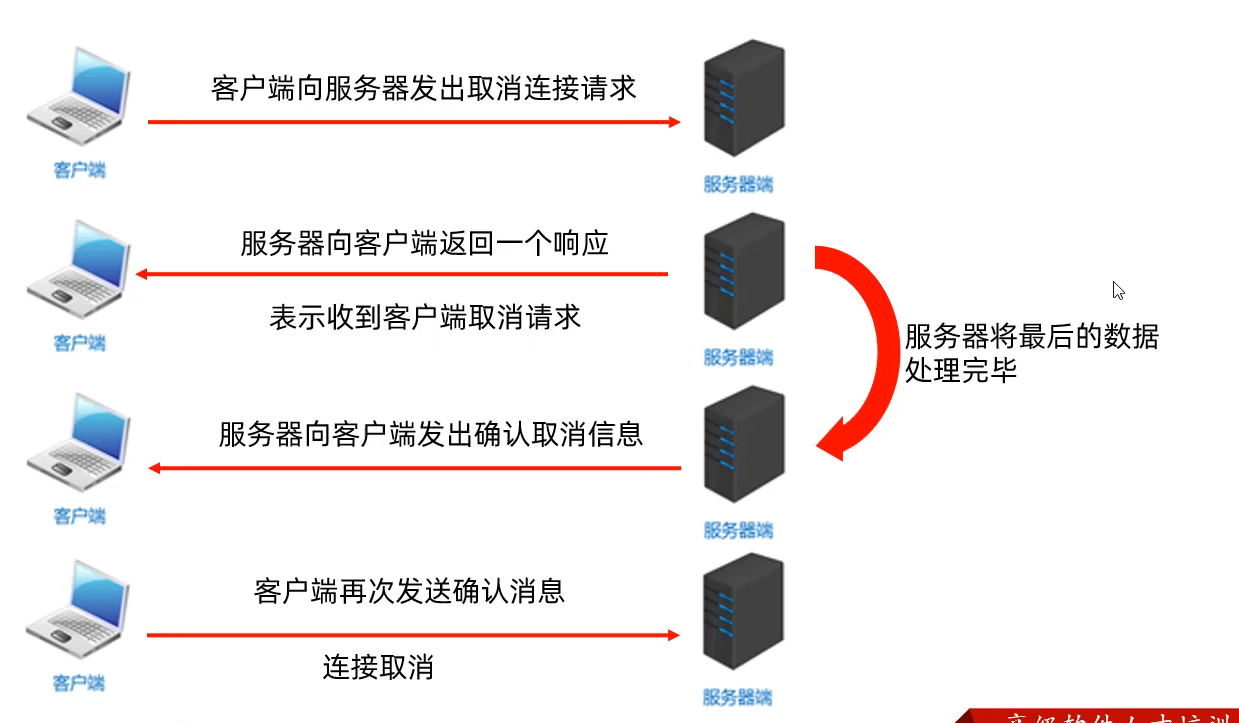 客户端向服务器发出取消连接请求
客户端
服务器端
服务器向客户端返回一个响应
表示收到客户端取消请求
客户端
服务器端
服务器将最后的数据
处理完毕
服务器向客户端发出确认取消信息
客户端
服务器端
客户端再次发送确认消息
连接取消
客户端
服务器端